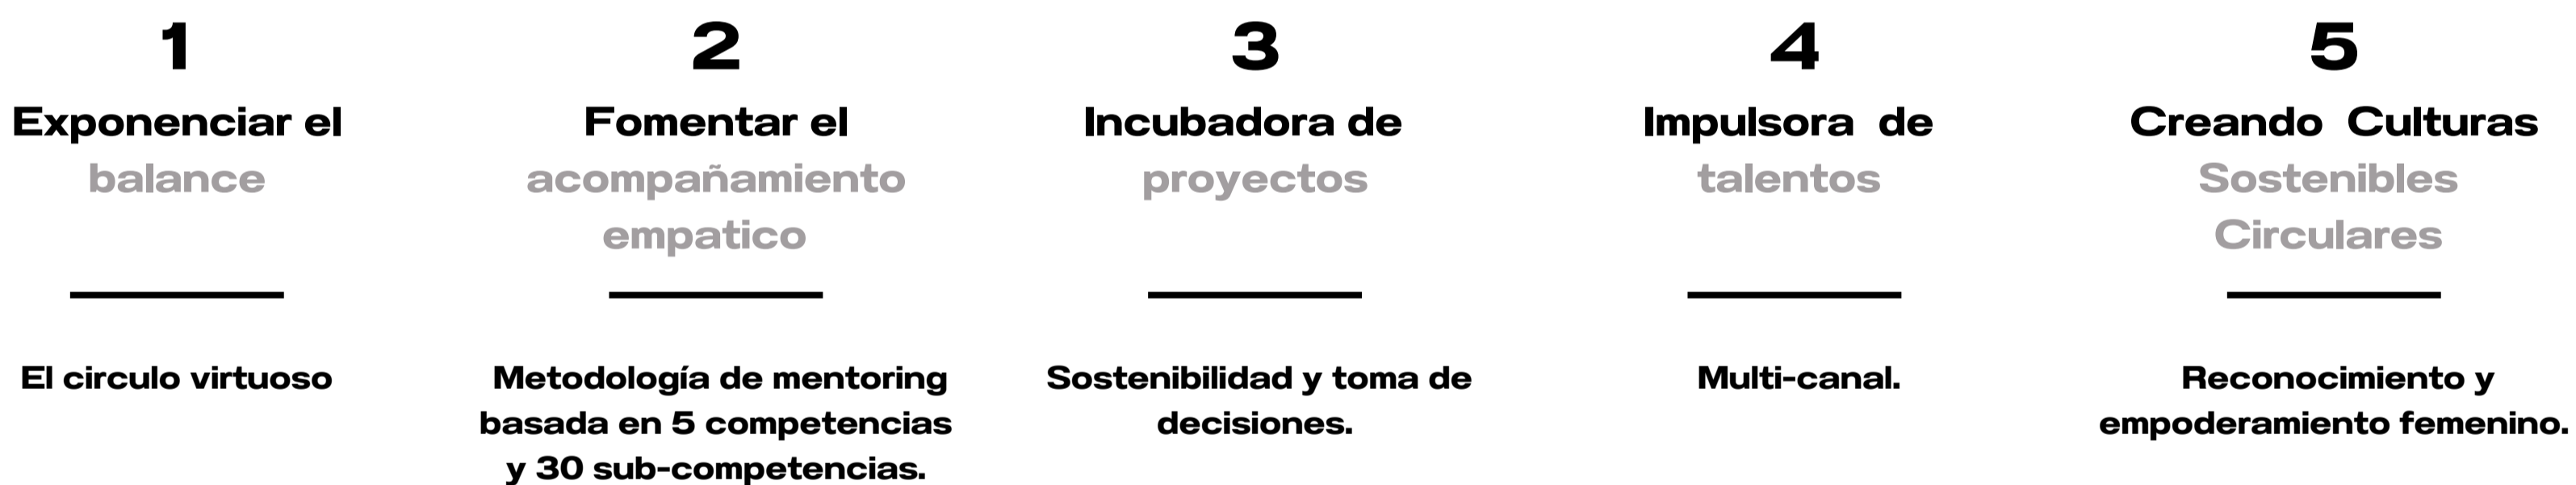 1
Exponenciar el
balance
El circulo virtuoso
2
Fomentar el
acompañamiento
empatico
Metodología de mentoring
basada en 5 competencias
y 30 sub-competencias.
3
Incubadora de
proyectos
Sostenibilidad y toma de
decisiones.
4
Impulsora de
talentos
Multi-canal.
5
Creando Culturas
Sostenibles
Circulares
Reconocimiento y
empoderamiento femenino.